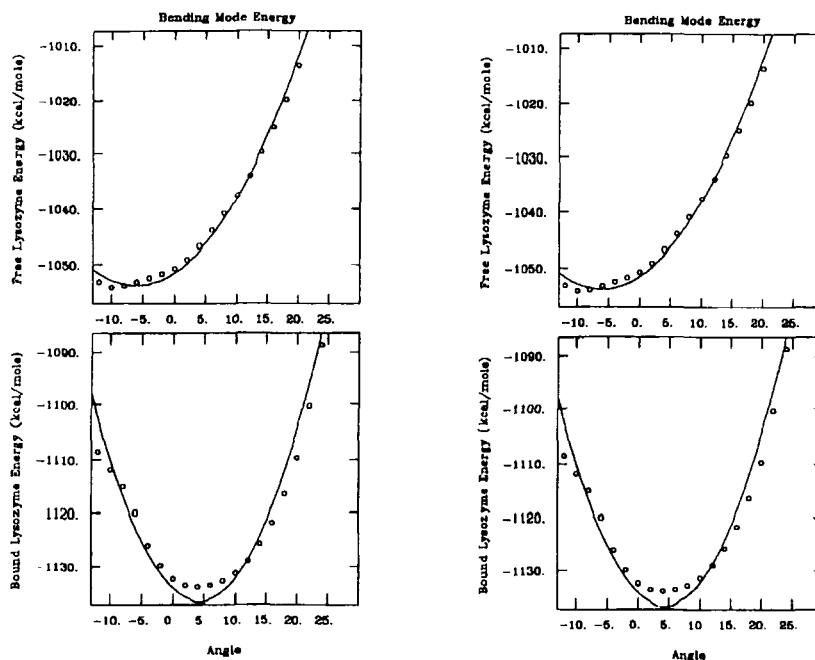 Bending Mode Energy
Free Lysozyme Energy (kcal/mole)
-1010.
-1020.
-1030.
-1040.
-1050.
-10. -5. 0. 5. 10. 15. 20. 25.
Bound Lysozyme Energy (kcal/mole)
-1090.
-1100.
-1110.
-1120.
-1130.
-10. -5. 0. 5. 10. 15. 20. 25.
Angle
Bending Mode Energy
Free Lysozyme Energy (kcal/mole)
-1010.
-1020.
-1030.
-1040.
-1050.
-10. -5. 0. 5. 10. 15. 20. 25.
Bound Lysozyme Energy (kcal/mole)
-1090.
-1100.
-1110.
-1120.
-1130.
-10. -5. 0. 5. 10. 15. 20. 25.
Angle